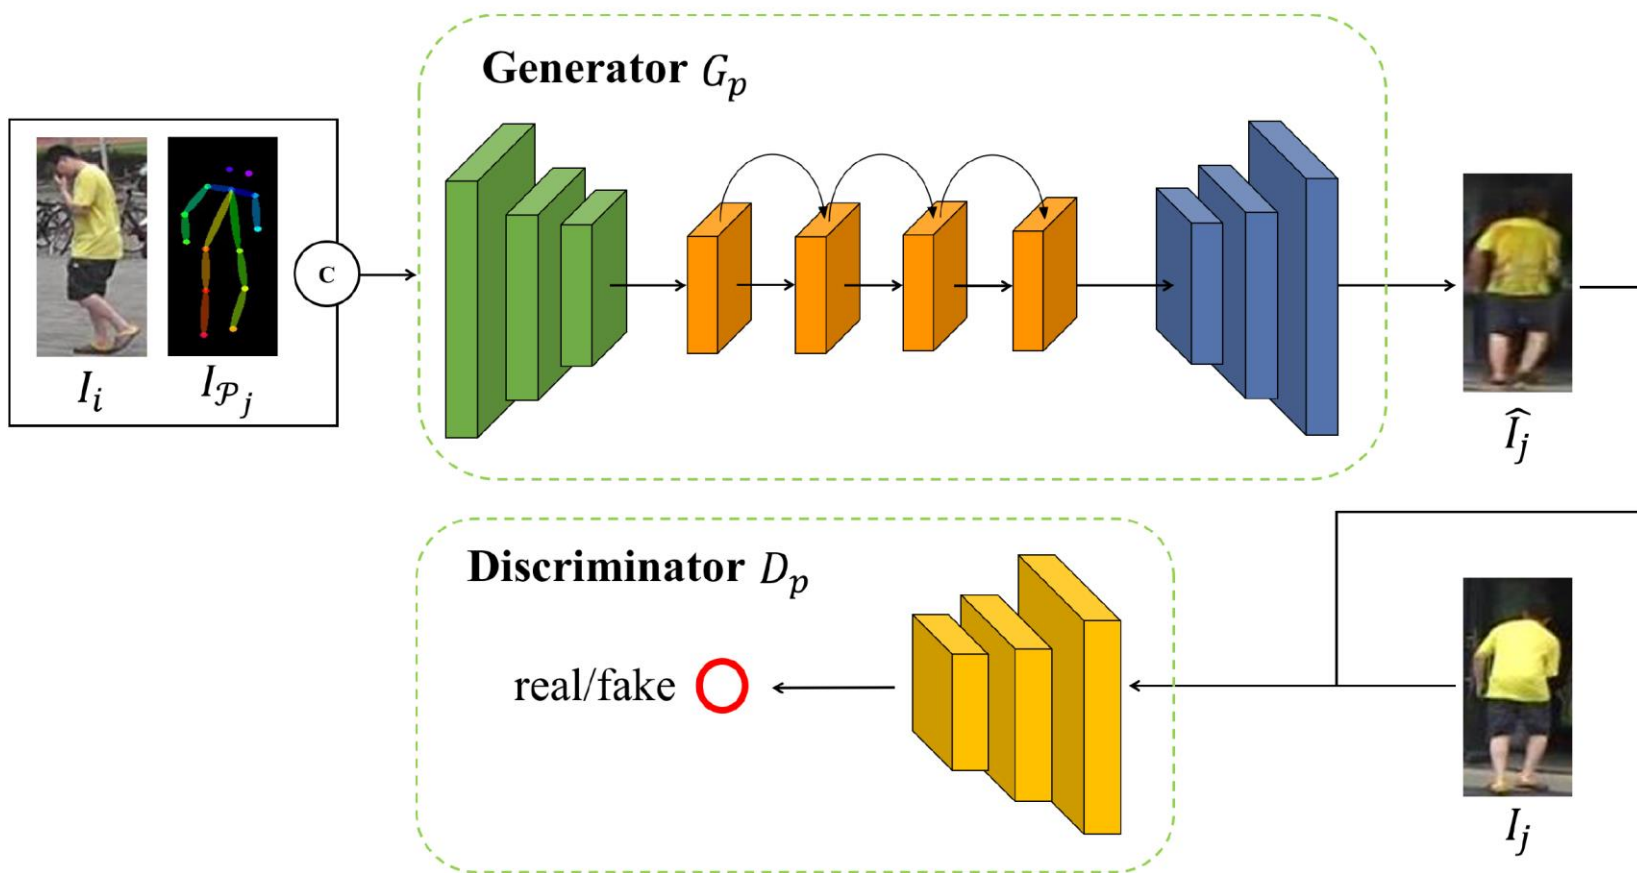 Generator G_p
C
I_i
I_{𝒫_j}
Î_j
Discriminator D_p
real/fake
I_j